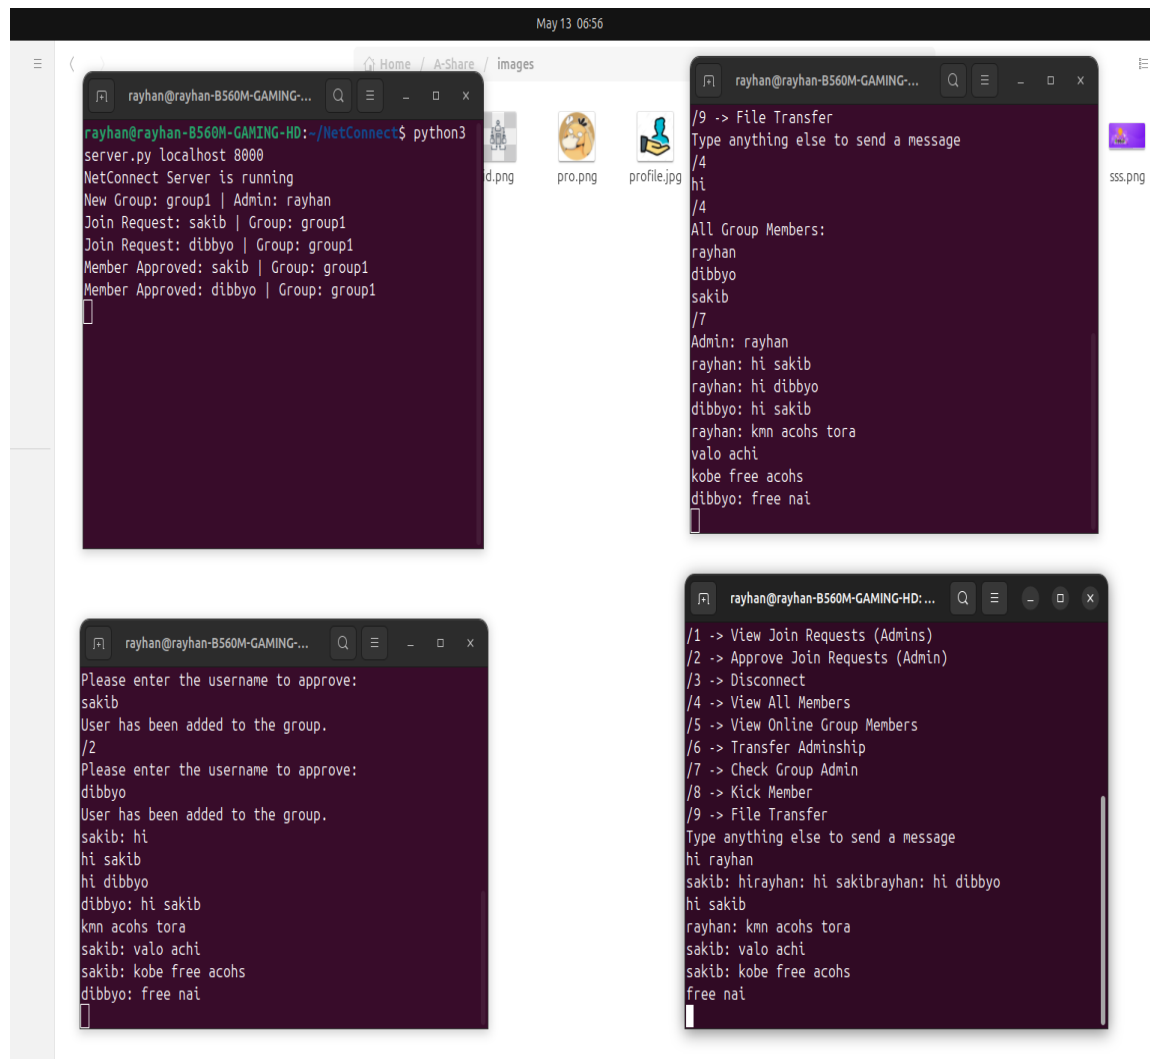 May 13 06:56
Home / A-Share / images
rayhan@rayhan-B560M-GAMING-...
rayhan@rayhan-B560M-GAMING-HD:~/NetConnect$ python3
server.py localhost 8000
NetConnect Server is running
New Group: group1 | Admin: rayhan
Join Request: sakib | Group: group1
Join Request: dibbyo | Group: group1
Member Approved: sakib | Group: group1
Member Approved: dibbyo | Group: group1
id.png
pro.png
profile.jpg
sss.png
rayhan@rayhan-B560M-GAMING-...
/9 -> File Transfer
Type anything else to send a message
/4
hi
/4
All Group Members:
rayhan
dibbyo
sakib
/7
Admin: rayhan
rayhan: hi sakib
rayhan: hi dibbyo
dibbyo: hi sakib
rayhan: kmn acohs tora
valo achi
kobe free acohs
dibbyo: free nai
rayhan@rayhan-B560M-GAMING-...
Please enter the username to approve:
sakib
User has been added to the group.
/2
Please enter the username to approve:
dibbyo
User has been added to the group.
sakib: hi
hi sakib
hi dibbyo
dibbyo: hi sakib
kmn acohs tora
sakib: valo achi
sakib: kobe free acohs
dibbyo: free nai
rayhan@rayhan-B560M-GAMING-HD: ...
/1 -> View Join Requests (Admins)
/2 -> Approve Join Requests (Admin)
/3 -> Disconnect
/4 -> View All Members
/5 -> View Online Group Members
/6 -> Transfer Adminship
/7 -> Check Group Admin
/8 -> Kick Member
/9 -> File Transfer
Type anything else to send a message
hi rayhan
sakib: hirayhan: hi sakibrayhan: hi dibbyo
hi sakib
rayhan: kmn acohs tora
sakib: valo achi
sakib: kobe free acohs
free nai